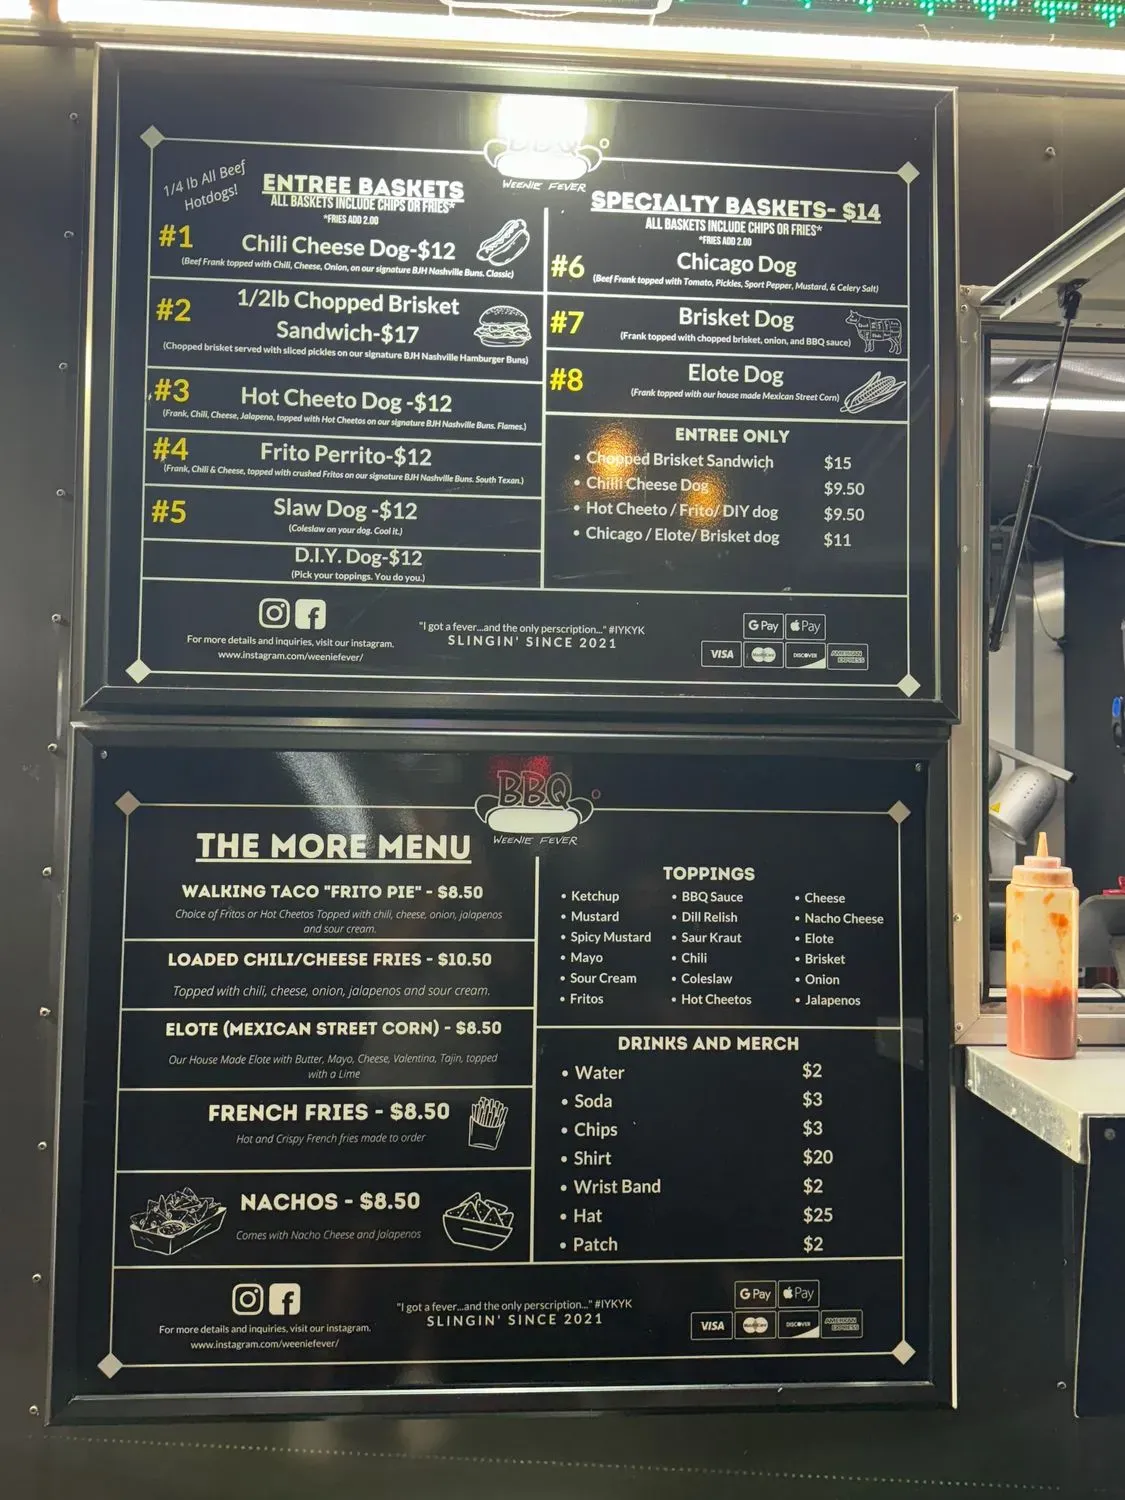 BBQ
WEENIE FEVER
1/4 lb All Beef
Hotdogs!
ENTREE BASKETS
ALL BASKETS INCLUDE CHIPS OR FRIES*
*FRIES ADD 2.00
#1
Chili Cheese Dog-$12
(Beef Frank topped with Chili, Cheese, Onion, on our signature BJH Nashville Buns. Classic)
#2
1/2lb Chopped Brisket
Sandwich-$17
(Chopped brisket served with sliced pickles on our signature BJH Nashville Hamburger Buns)
#3
Hot Cheeto Dog -$12
(Frank, Chili, Cheese, Jalapeno, topped with Hot Cheetos on our signature BJH Nashville Buns. Flames.)
#4
Frito Perrito-$12
(Frank, Chili & Cheese, topped with crushed Fritos on our signature BJH Nashville Buns. South Texan.)
#5
Slaw Dog -$12
(Coleslaw on your dog. Cool it.)
D.I.Y. Dog-$12
(Pick your toppings. You do you.)
SPECIALTY BASKETS- $14
ALL BASKETS INCLUDE CHIPS OR FRIES*
*FRIES ADD 2.00
#6
Chicago Dog
(Beef Frank topped with Tomato, Pickles, Sport Pepper, Mustard, & Celery Salt)
#7
Brisket Dog
(Frank topped with chopped brisket, onion, and BBQ sauce)
#8
Elote Dog
(Frank topped with our house made Mexican Street Corn)
ENTREE ONLY
• Chopped Brisket Sandwich $15
• Chilli Cheese Dog $9.50
• Hot Cheeto / Frito/ DIY dog $9.50
• Chicago / Elote/ Brisket dog $11
For more details and inquiries, visit our instagram.
www.instagram.com/weeniefever/
"I got a fever...and the only perscription..." #IYKYK
SLINGIN' SINCE 2021
G Pay Pay
VISA MasterCard DISCOVER AMERICAN EXPRESS
BBQ
WEENIE FEVER
THE MORE MENU
WALKING TACO "FRITO PIE" - $8.50
Choice of Fritos or Hot Cheetos Topped with chili, cheese, onion, jalapenos
and sour cream.
LOADED CHILI/CHEESE FRIES - $10.50
Topped with chili, cheese, onion, jalapenos and sour cream.
ELOTE (MEXICAN STREET CORN) - $8.50
Our House Made Elote with Butter, Mayo, Cheese, Valentina, Tajin, topped
with a Lime
FRENCH FRIES - $8.50
Hot and Crispy French fries made to order
NACHOS - $8.50
Comes with Nacho Cheese and Jalapenos
TOPPINGS
• Ketchup • BBQ Sauce • Cheese
• Mustard • Dill Relish • Nacho Cheese
• Spicy Mustard • Saur Kraut • Elote
• Mayo • Chili • Brisket
• Sour Cream • Coleslaw • Onion
• Fritos • Hot Cheetos • Jalapenos
DRINKS AND MERCH
• Water $2
• Soda $3
• Chips $3
• Shirt $20
• Wrist Band $2
• Hat $25
• Patch $2
For more details and inquiries, visit our instagram.
www.instagram.com/weeniefever/
"I got a fever...and the only perscription..." #IYKYK
SLINGIN' SINCE 2021
G Pay Pay
VISA MasterCard DISCOVER AMERICAN EXPRESS